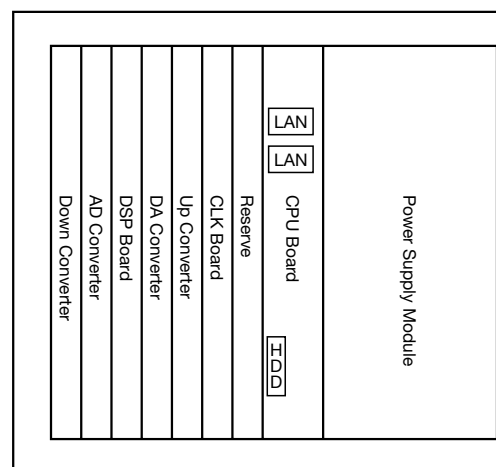 Down Converter
AD Converter
DSP Board
DA Converter
Up Converter
CLK Board
Reserve
LAN
LAN
CPU Board
HDD
Power Supply Module